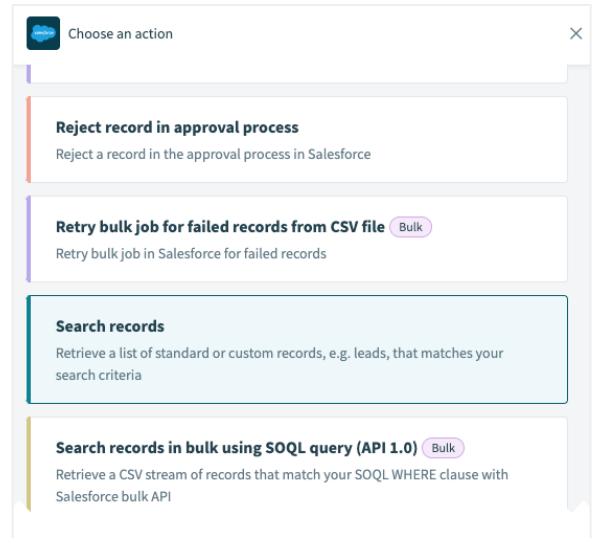 salesforce
Choose an action
Reject record in approval process
Reject a record in the approval process in Salesforce
Retry bulk job for failed records from CSV file Bulk
Retry bulk job in Salesforce for failed records
Search records
Retrieve a list of standard or custom records, e.g. leads, that matches your
search criteria
Search records in bulk using SOQL query (API 1.0) Bulk
Retrieve a CSV stream of records that match your SOQL WHERE clause with
Salesforce bulk API